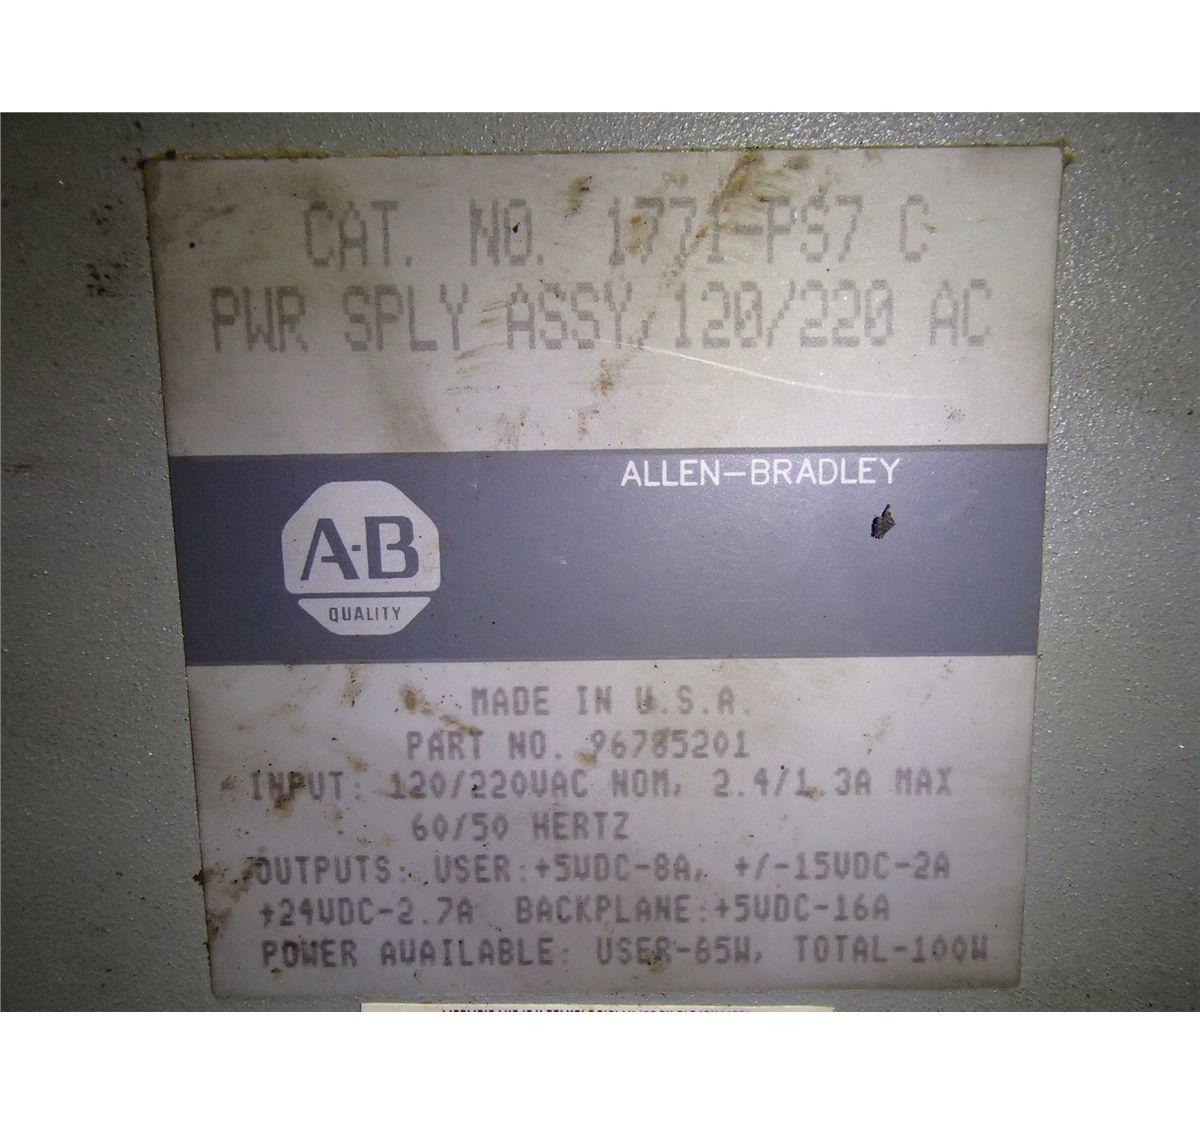 CAT. NO. 1771-PS7 C
PWR SPLY ASSY, 120/220 AC
ALLEN-BRADLEY
A-B
QUALITY
MADE IN U.S.A.
PART NO. 96785201
INPUT: 120/220VAC NOM, 2.4/1.3A MAX
60/50 HERTZ
OUTPUTS: USER:+5VDC-8A, +/-15VDC-2A
+24VDC-2.7A BACKPLANE:+5VDC-16A
POWER AVAILABLE: USER-65W, TOTAL-100W